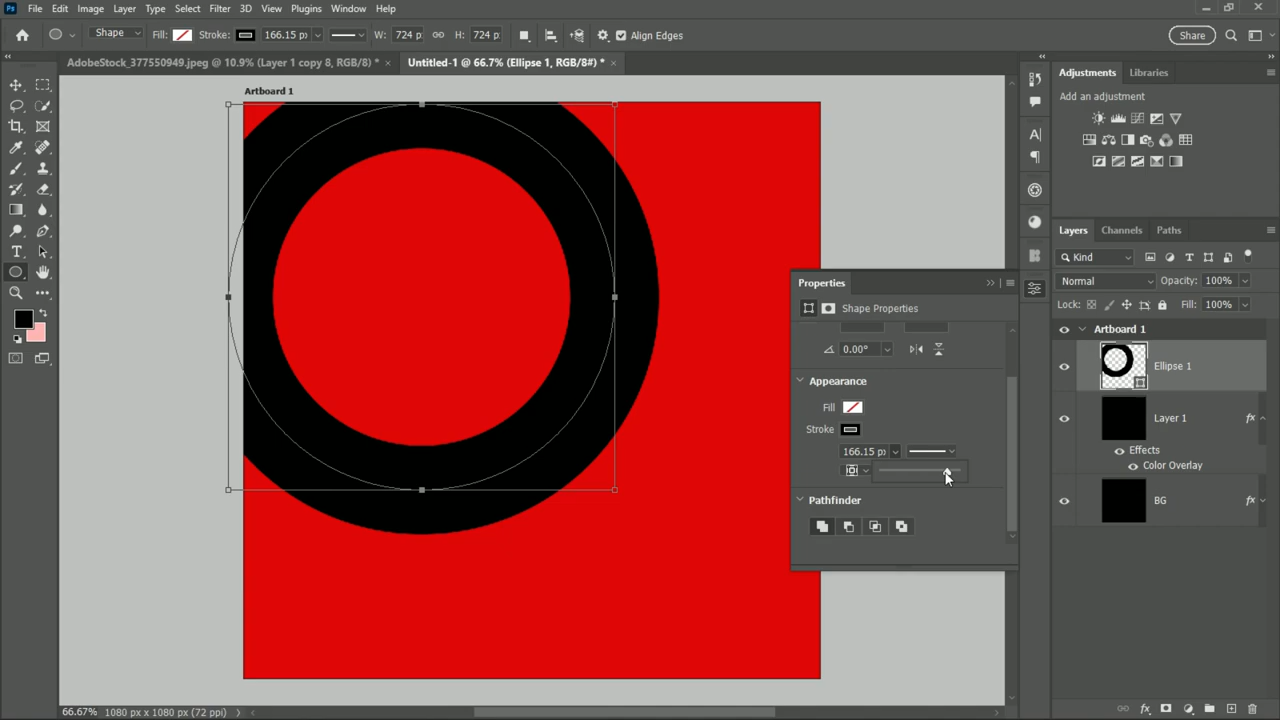 Ps File Edit Image Layer Type Select Filter 3D View Plugins Window Help
Shape Fill: Stroke: 166.15 px W: 724 p H: 724 p Align Edges Share
AdobeStock_377550949.jpeg @ 10.9% (Layer 1 copy 8, RGB/8) * × Untitled-1 @ 66.7% (Ellipse 1, RGB/8#) * ×
Artboard 1
Adjustments Libraries
Add an adjustment
Layers Channels Paths
Kind
Normal Opacity: 100%
Lock: Fill: 100%
Artboard 1
Ellipse 1
Layer 1 fx
Effects
Color Overlay
BG fx
Properties
Shape Properties
0.00°
Appearance
Fill
Stroke
166.15 p
Pathfinder
66.67% 1080 px x 1080 px (72 ppi)
fx